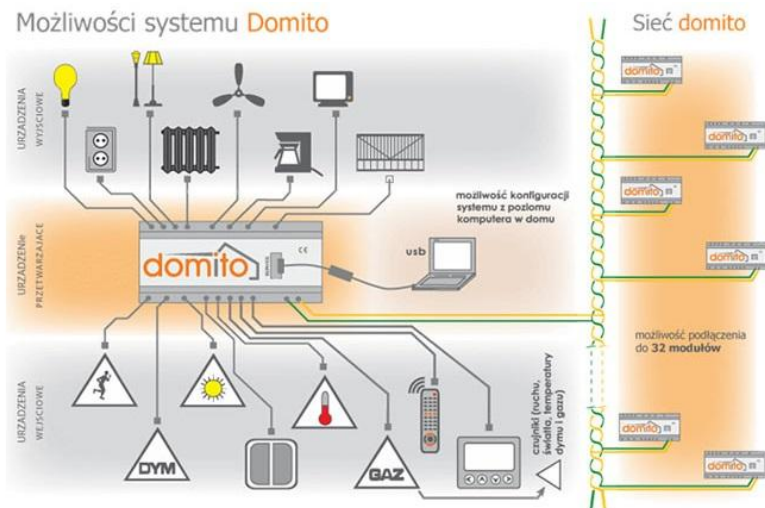 Możliwości systemu Domito
Sieć domito
URZĄDZENIA
WYJŚCIOWE
URZĄDZENIe
PRZETWARZAJĄCE
URZĄDZENIA
WEJŚCIOWE
możliwość konfiguracji
systemu z poziomu
komputera w domu
usb
domito
CE
DYM
GAZ
czujniki (ruchu,
światła, temperatury
dymu i gazu)
domito
domito
domito
domito
możliwość podłączenia
do 32 modułów
domito
domito